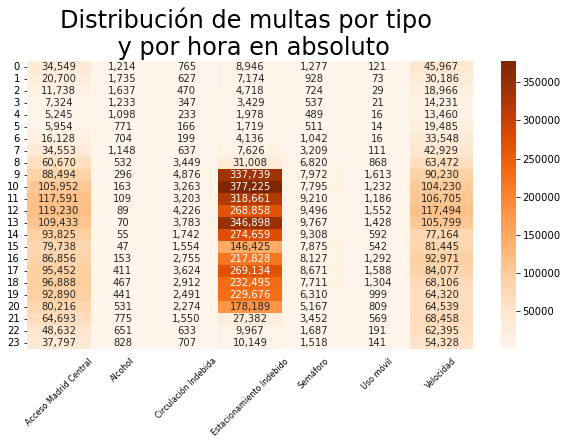 Distribución de multas por tipo
y por hora en absoluto
0 34,549 1,214 765 8,946 1,277 121 45,967
1 20,700 1,735 627 7,174 928 73 30,186
2 11,738 1,637 470 4,718 724 29 18,966
3 7,324 1,233 347 3,429 537 21 14,231
4 5,245 1,098 233 1,978 489 16 13,460
5 5,954 771 166 1,719 511 14 19,485
6 16,128 704 199 4,136 1,042 16 33,548
7 34,553 1,148 637 7,626 3,209 111 42,929
8 60,670 532 3,449 31,008 6,820 868 63,472
9 88,494 296 4,876 337,739 7,972 1,613 90,230
10 105,952 163 3,263 377,225 7,795 1,232 104,230
11 117,591 109 3,203 318,661 9,210 1,186 106,705
12 119,230 89 4,226 268,858 9,496 1,552 117,494
13 109,433 70 3,783 346,898 9,767 1,428 105,799
14 93,825 55 1,742 274,659 9,308 592 77,164
15 79,738 47 1,554 146,425 7,875 542 81,445
16 86,856 153 2,755 217,828 8,127 1,292 92,971
17 95,452 411 3,624 269,134 8,671 1,588 84,077
18 96,888 467 2,912 232,495 7,711 1,304 68,106
19 92,890 441 2,491 229,676 6,310 999 64,320
20 80,216 531 2,274 178,189 5,167 809 64,539
21 64,693 775 1,550 27,382 3,452 569 68,458
22 48,632 651 633 9,967 1,687 191 62,395
23 37,797 828 707 10,149 1,518 141 54,328
Acceso Madrid Central
Alcohol
Circulación Indebida
Estacionamiento Indebido
Semáforo
Uso móvil
Velocidad
350000
300000
250000
200000
150000
100000
50000